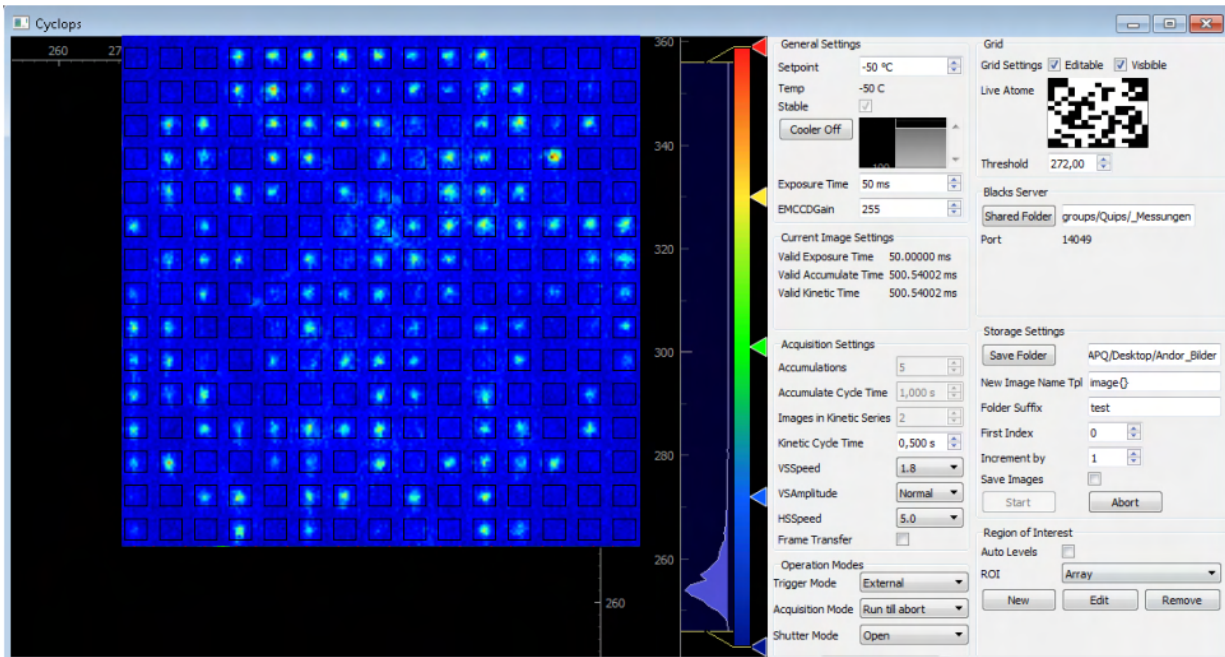 Cyclops
260
27
360
340
320
300
280
260
260
General Settings
Setpoint -50 ºC
Temp -50 C
Stable
Cooler Off
Exposure Time 50 ms
EMCCDGain 255
Current Image Settings
Valid Exposure Time 50.00000 ms
Valid Accumulate Time 500.54002 ms
Valid Kinetic Time 500.54002 ms
Acquisition Settings
Accumulations 5
Accumulate Cycle Time 1,000 s
Images in Kinetic Series 2
Kinetic Cycle Time 0,500 s
VSSpeed 1.8
VSAmplitude Normal
HSSpeed 5.0
Frame Transfer
Operation Modes
Trigger Mode External
Acquisition Mode Run till abort
Shutter Mode Open
Grid
Grid Settings Editable Visbible
Live Atome
Threshold 272,00
Blacks Server
Shared Folder groups/Quips/_Messungen
Port 14049
Storage Settings
Save Folder APQ/Desktop/Andor_Bilder
New Image Name Tpl image{}
Folder Suffix test
First Index 0
Increment by 1
Save Images
Start Abort
Region of Interest
Auto Levels
ROI Array
New Edit Remove